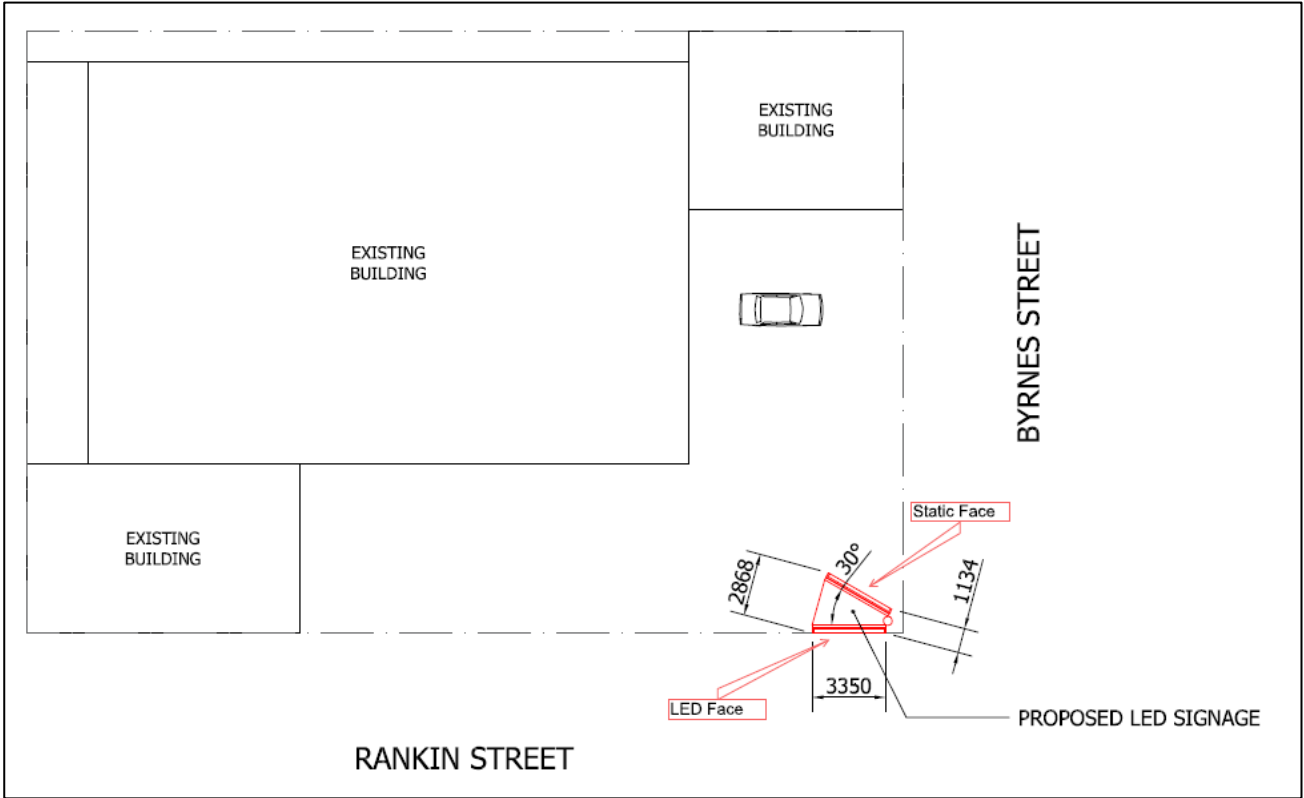 EXISTING
BUILDING
EXISTING
BUILDING
BYRNES STREET
EXISTING
BUILDING
Static Face
30°
2868
1134
3350
LED Face
PROPOSED LED SIGNAGE
RANKIN STREET